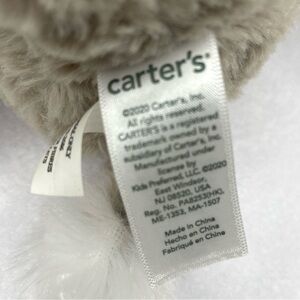 carter's®
©2020 Carter's, Inc.
All rights reserved.
CARTER'S is a registered
trademark owned by a
subsidiary of Carter's, Inc.
Manufactured under
license by
Kids Preferred, LLC. ©2020
East Windsor,
NJ 08520, USA
Reg. No. PA8253(HK),
ME-1353, MA-1507
Made in China
Hecho en China
Fabriqué en Chine